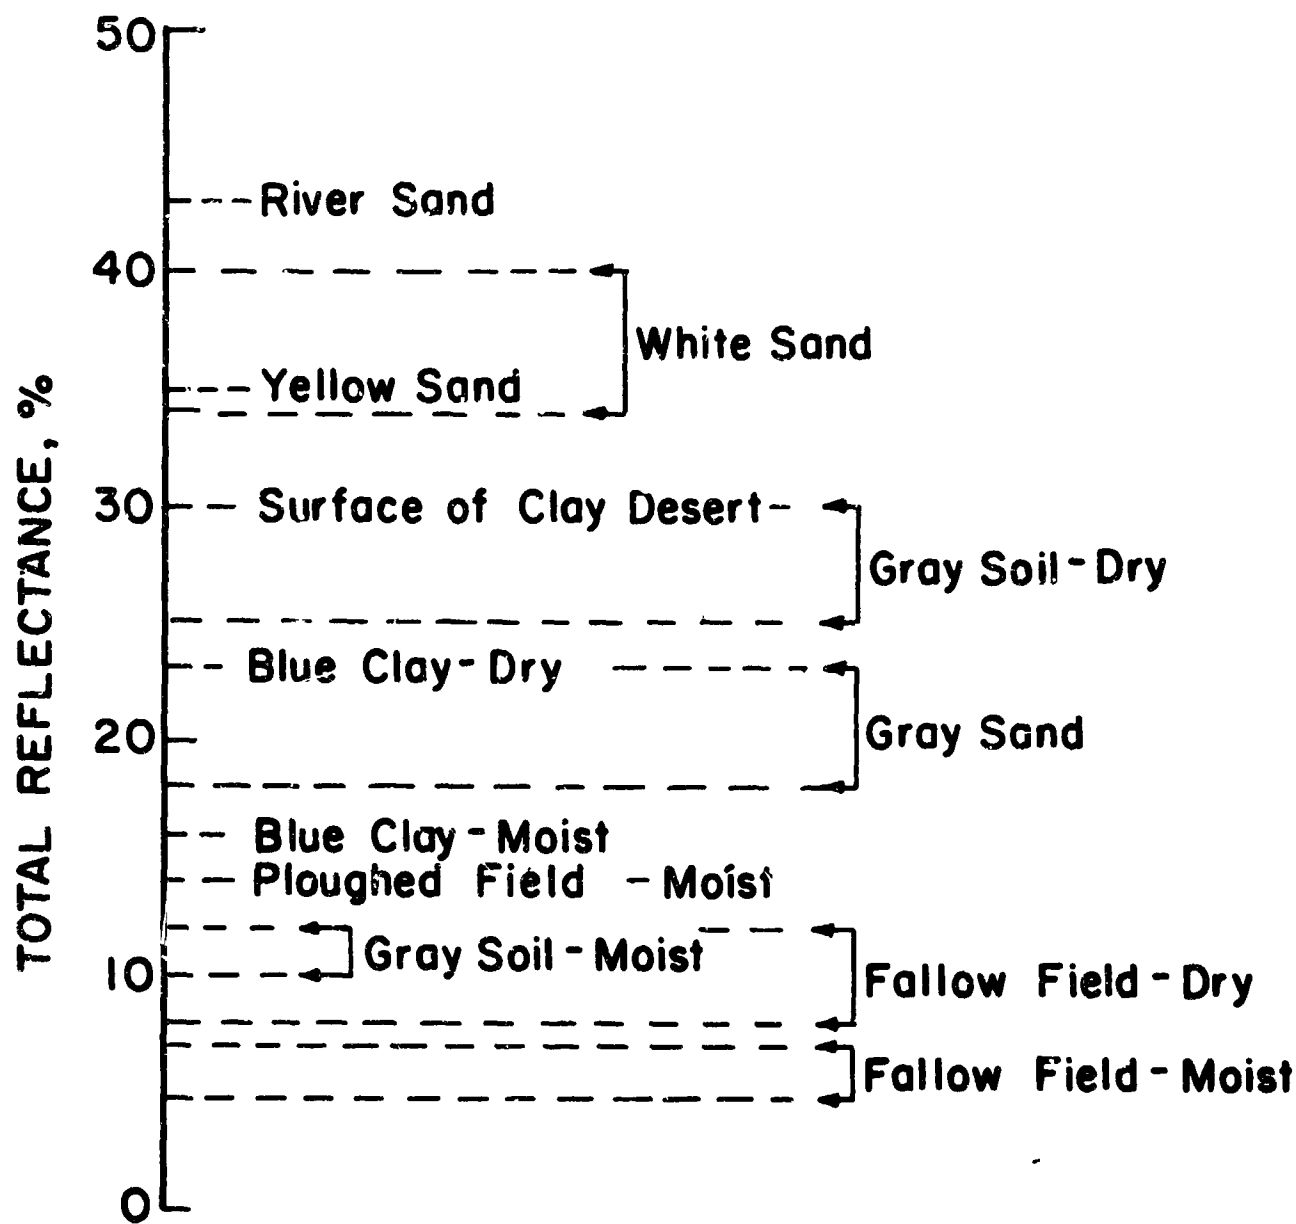 50
River Sand
40
White Sand
Yellow Sand
30
Surface of Clay Desert
Gray Soil-Dry
Blue Clay-Dry
20
Gray Sand
Blue Clay-Moist
Ploughed Field -Moist
Gray Soil-Moist
10
Fallow Field-Dry
Fallow Field-Moist
0
TOTAL REFLECTANCE, %